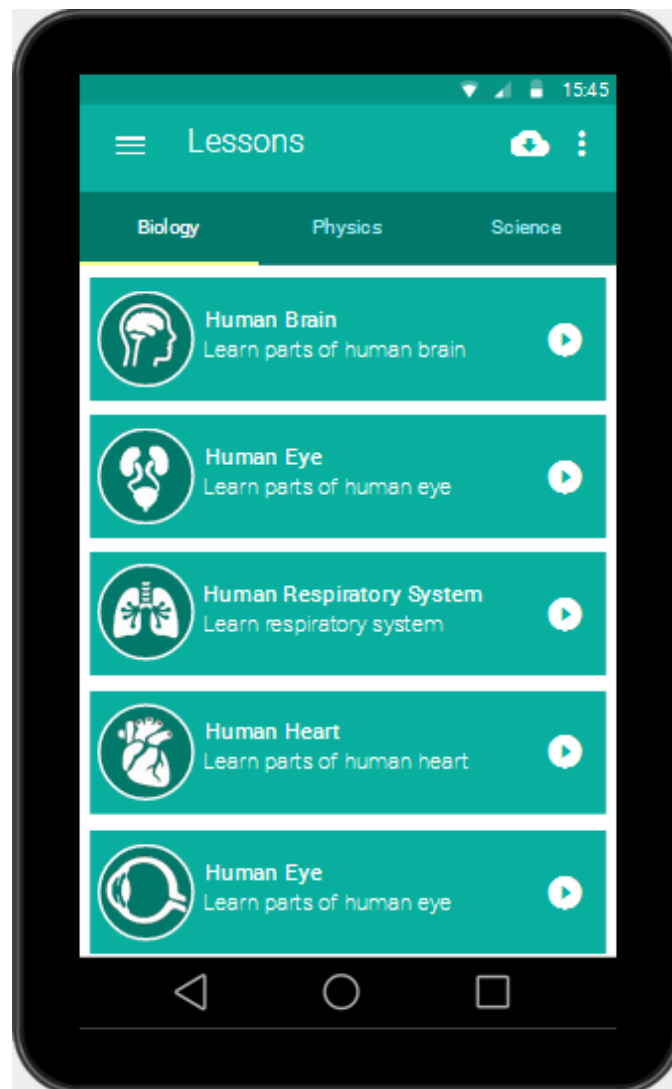 15:45
Lessons
Biology Physics Science
Human Brain
Learn parts of human brain
Human Eye
Learn parts of human eye
Human Respiratory System
Learn respiratory system
Human Heart
Learn parts of human heart
Human Eye
Learn parts of human eye